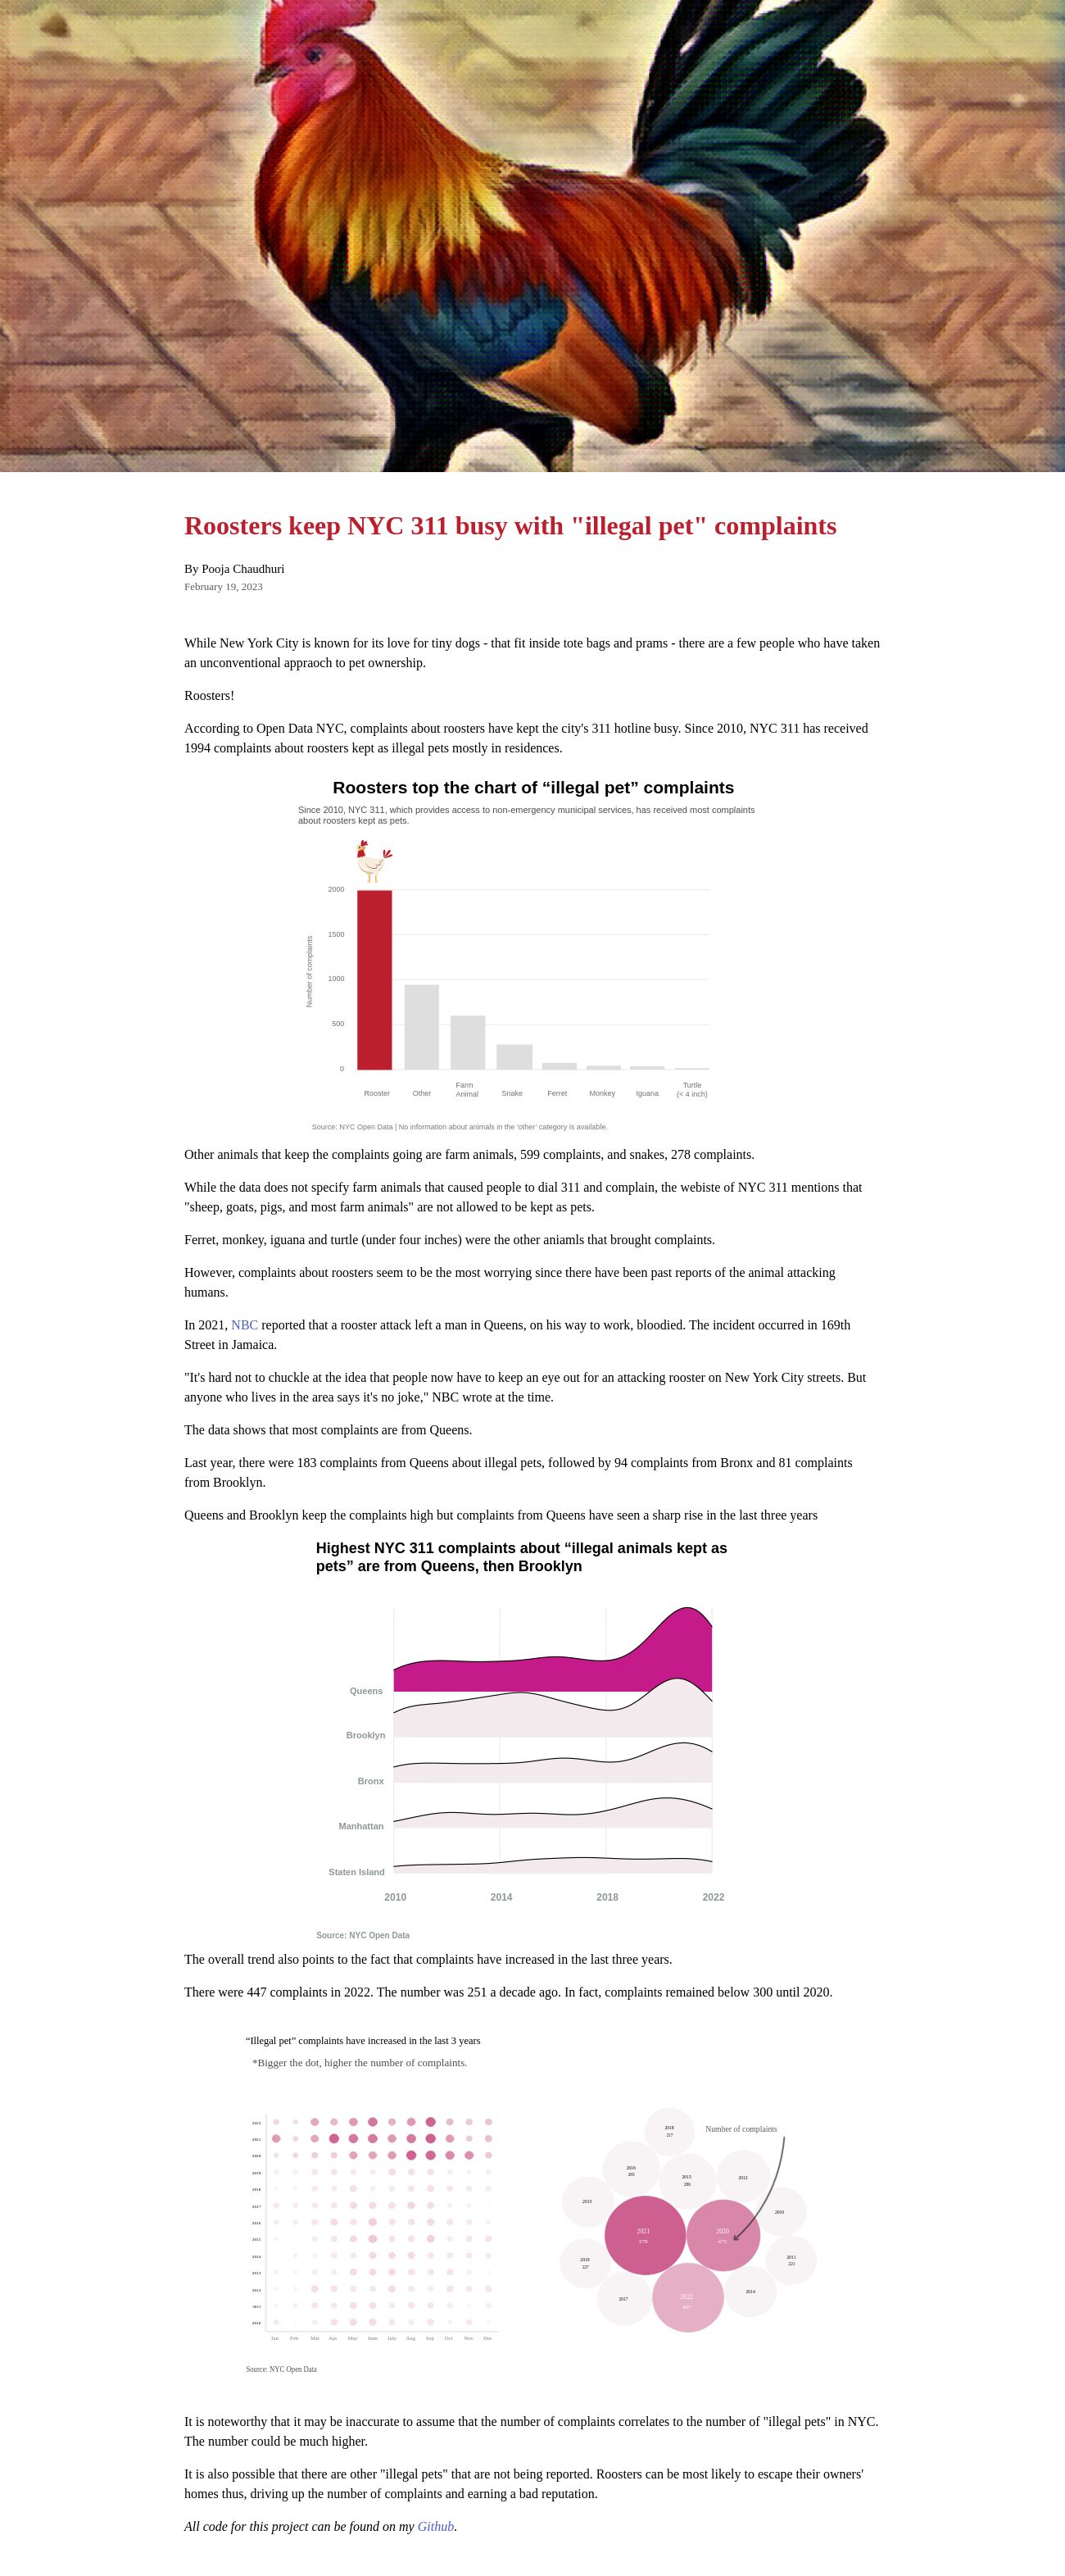 Roosters keep NYC 311 busy with "illegal pet" complaints
By Pooja Chaudhuri
February 19, 2023
While New York City is known for its love for tiny dogs - that fit inside tote bags and prams - there are a few people who have taken
an unconventional appraoch to pet ownership.
Roosters!
According to Open Data NYC, complaints about roosters have kept the city's 311 hotline busy. Since 2010, NYC 311 has received
1994 complaints about roosters kept as illegal pets mostly in residences.
Roosters top the chart of “illegal pet” complaints
Since 2010, NYC 311, which provides access to non-emergency municipal services, has received most complaints
about roosters kept as pets.
2000
1500
1000
500
0
Number of complaints
Rooster
Other
Farm
Animal
Snake
Ferret
Monkey
Iguana
Turtle
(< 4 inch)
Source: NYC Open Data | No information about animals in the ‘other’ category is available.
Other animals that keep the complaints going are farm animals, 599 complaints, and snakes, 278 complaints.
While the data does not specify farm animals that caused people to dial 311 and complain, the webiste of NYC 311 mentions that
"sheep, goats, pigs, and most farm animals" are not allowed to be kept as pets.
Ferret, monkey, iguana and turtle (under four inches) were the other aniamls that brought complaints.
However, complaints about roosters seem to be the most worrying since there have been past reports of the animal attacking
humans.
In 2021, NBC reported that a rooster attack left a man in Queens, on his way to work, bloodied. The incident occurred in 169th
Street in Jamaica.
"It's hard not to chuckle at the idea that people now have to keep an eye out for an attacking rooster on New York City streets. But
anyone who lives in the area says it's no joke," NBC wrote at the time.
The data shows that most complaints are from Queens.
Last year, there were 183 complaints from Queens about illegal pets, followed by 94 complaints from Bronx and 81 complaints
from Brooklyn.
Queens and Brooklyn keep the complaints high but complaints from Queens have seen a sharp rise in the last three years
Highest NYC 311 complaints about “illegal animals kept as
pets” are from Queens, then Brooklyn
Queens
Brooklyn
Bronx
Manhattan
Staten Island
2010
2014
2018
2022
Source: NYC Open Data
The overall trend also points to the fact that complaints have increased in the last three years.
There were 447 complaints in 2022. The number was 251 a decade ago. In fact, complaints remained below 300 until 2020.
“Illegal pet” complaints have increased in the last 3 years
*Bigger the dot, higher the number of complaints.
2022
2021
2020
2019
2018
2017
2016
2015
2014
2013
2012
2011
2010
Jan
Feb
Mar
Apr
May
June
July
Aug
Sep
Oct
Nov
Dec
Number of complaints
2018
217
2016
2015
286
2012
2013
2010
2021
578
2020
475
2011
221
2019
227
2022
447
2014
2017
Source: NYC Open Data
It is noteworthy that it may be inaccurate to assume that the number of complaints correlates to the number of "illegal pets" in NYC.
The number could be much higher.
It is also possible that there are other "illegal pets" that are not being reported. Roosters can be most likely to escape their owners'
homes thus, driving up the number of complaints and earning a bad reputation.
All code for this project can be found on my Github.